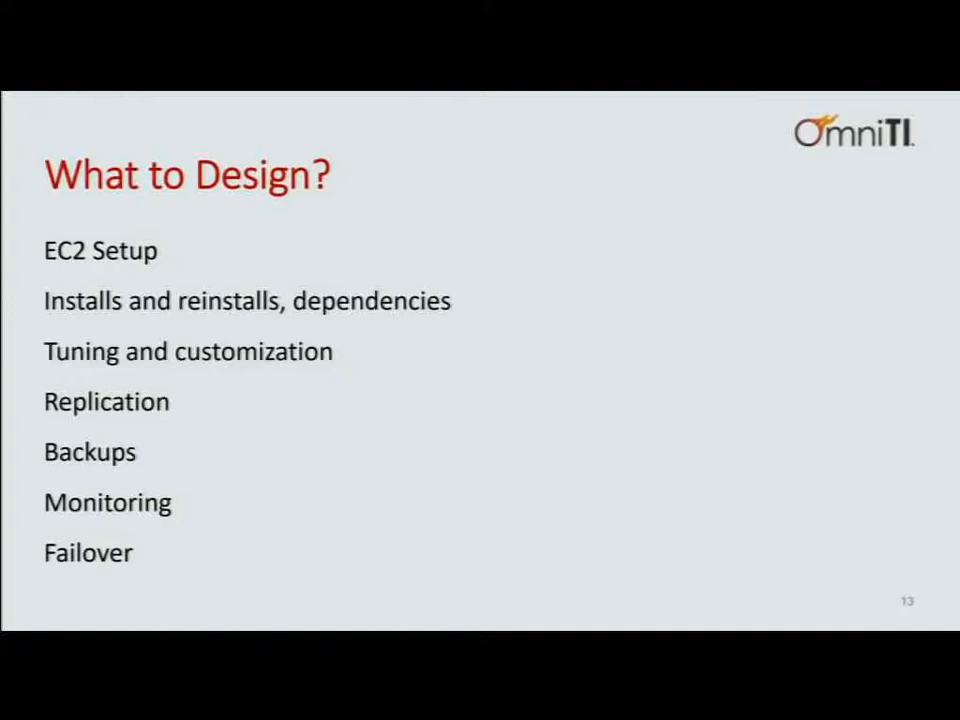 OmniTI
What to Design?
EC2 Setup
Installs and reinstalls, dependencies
Tuning and customization
Replication
Backups
Monitoring
Failover
13